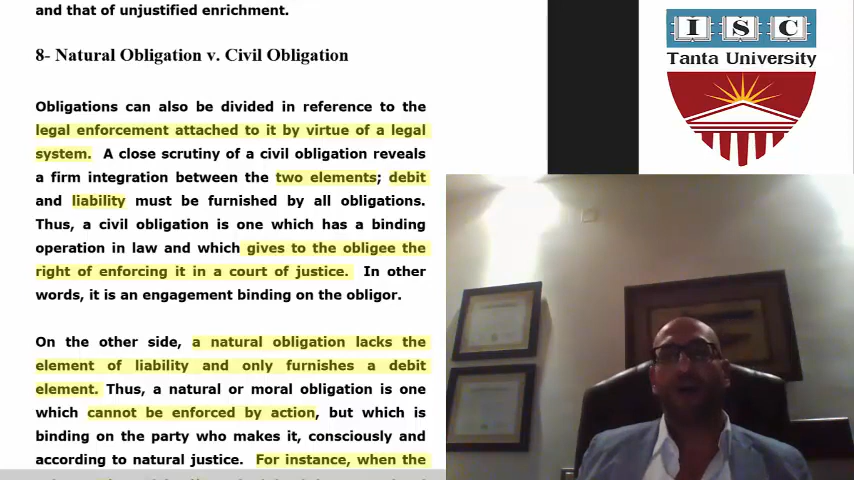 and that of unjustified enrichment.
8- Natural Obligation v. Civil Obligation
Obligations can also be divided in reference to the
legal enforcement attached to it by virtue of a legal
system. A close scrutiny of a civil obligation reveals
a firm integration between the two elements; debit
and liability must be furnished by all obligations.
Thus, a civil obligation is one which has a binding
operation in law and which gives to the obligee the
right of enforcing it in a court of justice. In other
words, it is an engagement binding on the obligor.
On the other side, a natural obligation lacks the
element of liability and only furnishes a debit
element. Thus, a natural or moral obligation is one
which cannot be enforced by action, but which is
binding on the party who makes it, consciously and
according to natural justice. For instance, when the
I S C
Tanta University